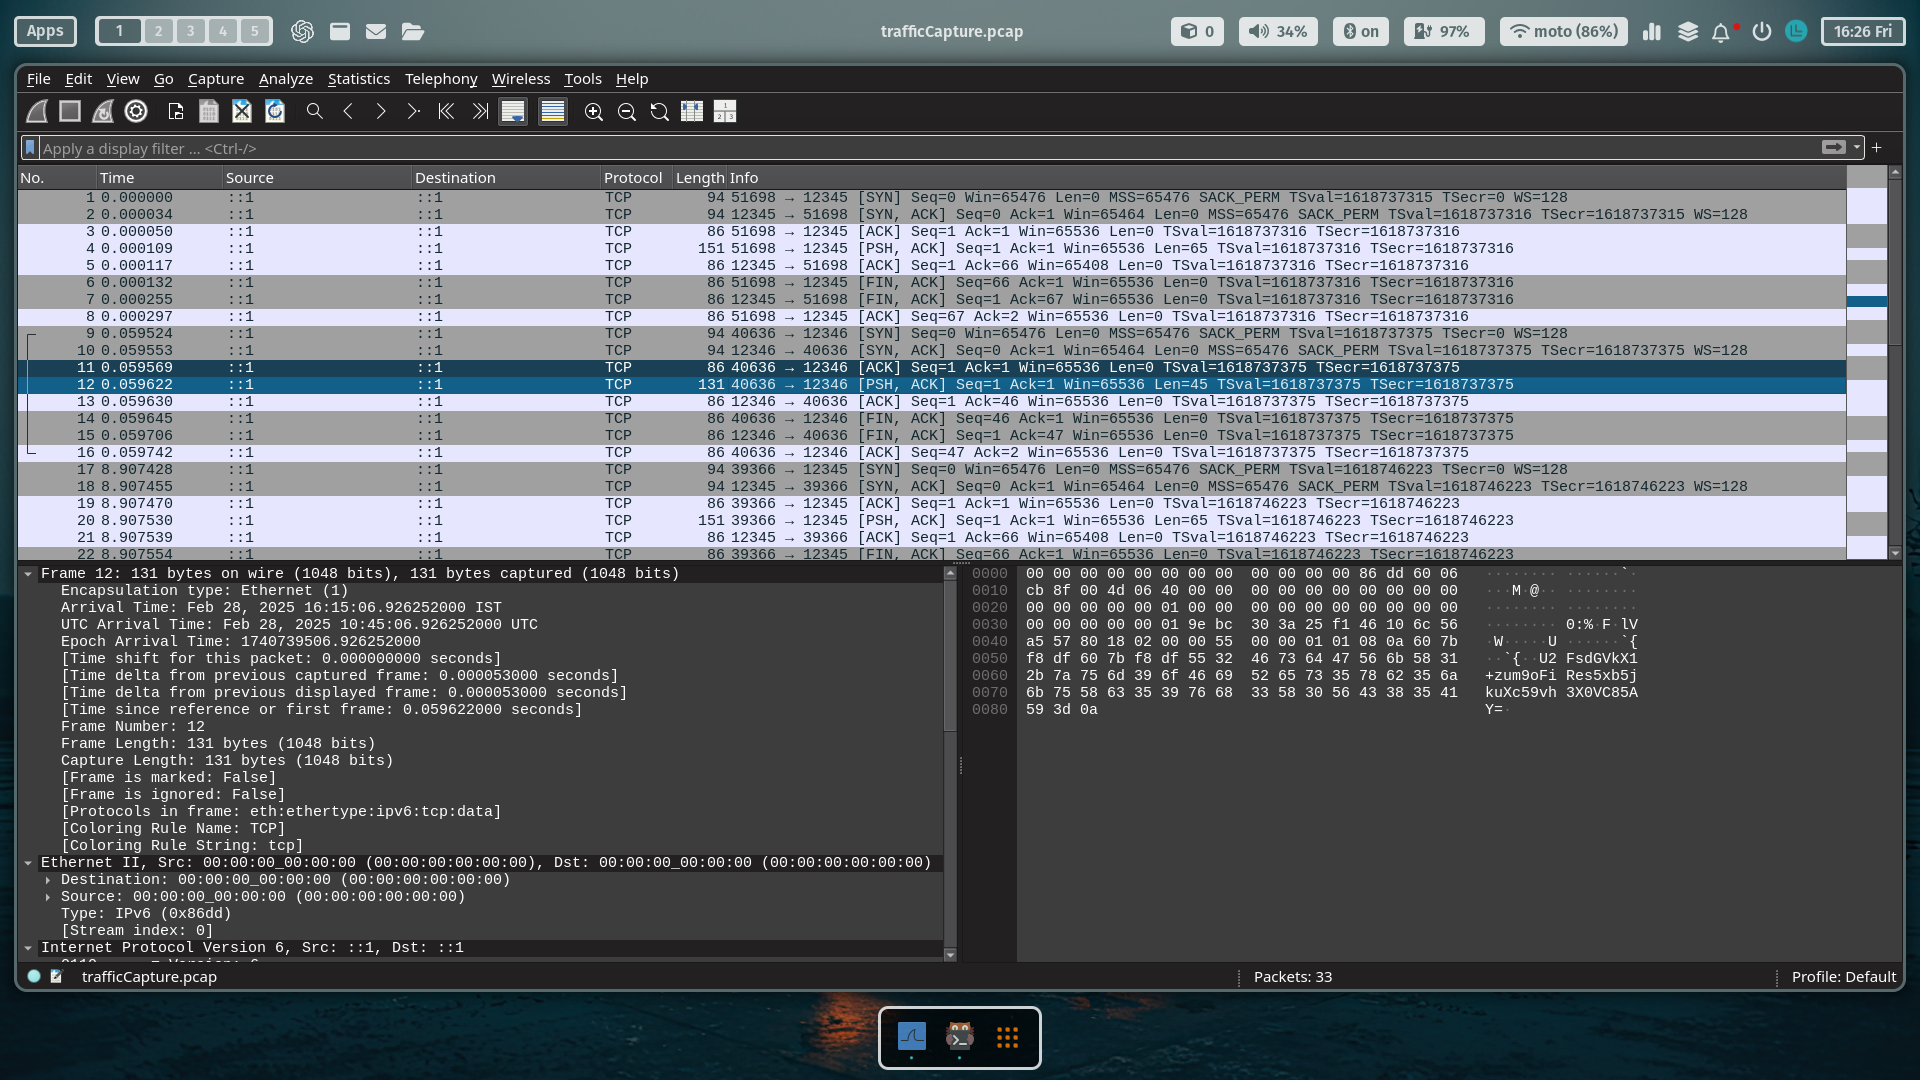 Apps 1 2 3 4 5 trafficCapture.pcap 0 34% on 97% moto (86%) 16:26 Fri
File Edit View Go Capture Analyze Statistics Telephony Wireless Tools Help
Apply a display filter ... <Ctrl-/> +
No. Time Source Destination Protocol Length Info
1 0.000000 ::1 ::1 TCP 94 51698 → 12345 [SYN] Seq=0 Win=65476 Len=0 MSS=65476 SACK_PERM TSval=1618737315 TSecr=0 WS=128
2 0.000034 ::1 ::1 TCP 94 12345 → 51698 [SYN, ACK] Seq=0 Ack=1 Win=65464 Len=0 MSS=65476 SACK_PERM TSval=1618737316 TSecr=1618737315 WS=128
3 0.000050 ::1 ::1 TCP 86 51698 → 12345 [ACK] Seq=1 Ack=1 Win=65536 Len=0 TSval=1618737316 TSecr=1618737316
4 0.000109 ::1 ::1 TCP 151 51698 → 12345 [PSH, ACK] Seq=1 Ack=1 Win=65536 Len=65 TSval=1618737316 TSecr=1618737316
5 0.000117 ::1 ::1 TCP 86 12345 → 51698 [ACK] Seq=1 Ack=66 Win=65408 Len=0 TSval=1618737316 TSecr=1618737316
6 0.000132 ::1 ::1 TCP 86 51698 → 12345 [FIN, ACK] Seq=66 Ack=1 Win=65536 Len=0 TSval=1618737316 TSecr=1618737316
7 0.000255 ::1 ::1 TCP 86 12345 → 51698 [FIN, ACK] Seq=1 Ack=67 Win=65536 Len=0 TSval=1618737316 TSecr=1618737316
8 0.000297 ::1 ::1 TCP 86 51698 → 12345 [ACK] Seq=67 Ack=2 Win=65536 Len=0 TSval=1618737316 TSecr=1618737316
9 0.059524 ::1 ::1 TCP 94 40636 → 12346 [SYN] Seq=0 Win=65476 Len=0 MSS=65476 SACK_PERM TSval=1618737375 TSecr=0 WS=128
10 0.059553 ::1 ::1 TCP 94 12346 → 40636 [SYN, ACK] Seq=0 Ack=1 Win=65464 Len=0 MSS=65476 SACK_PERM TSval=1618737375 TSecr=1618737375 WS=128
11 0.059569 ::1 ::1 TCP 86 40636 → 12346 [ACK] Seq=1 Ack=1 Win=65536 Len=0 TSval=1618737375 TSecr=1618737375
12 0.059622 ::1 ::1 TCP 131 40636 → 12346 [PSH, ACK] Seq=1 Ack=1 Win=65536 Len=45 TSval=1618737375 TSecr=1618737375
13 0.059630 ::1 ::1 TCP 86 12346 → 40636 [ACK] Seq=1 Ack=46 Win=65536 Len=0 TSval=1618737375 TSecr=1618737375
14 0.059645 ::1 ::1 TCP 86 40636 → 12346 [FIN, ACK] Seq=46 Ack=1 Win=65536 Len=0 TSval=1618737375 TSecr=1618737375
15 0.059706 ::1 ::1 TCP 86 12346 → 40636 [FIN, ACK] Seq=1 Ack=47 Win=65536 Len=0 TSval=1618737375 TSecr=1618737375
16 0.059742 ::1 ::1 TCP 86 40636 → 12346 [ACK] Seq=47 Ack=2 Win=65536 Len=0 TSval=1618737375 TSecr=1618737375
17 8.907428 ::1 ::1 TCP 94 39366 → 12345 [SYN] Seq=0 Win=65476 Len=0 MSS=65476 SACK_PERM TSval=1618746223 TSecr=0 WS=128
18 8.907455 ::1 ::1 TCP 94 12345 → 39366 [SYN, ACK] Seq=0 Ack=1 Win=65464 Len=0 MSS=65476 SACK_PERM TSval=1618746223 TSecr=1618746223 WS=128
19 8.907470 ::1 ::1 TCP 86 39366 → 12345 [ACK] Seq=1 Ack=1 Win=65536 Len=0 TSval=1618746223 TSecr=1618746223
20 8.907530 ::1 ::1 TCP 151 39366 → 12345 [PSH, ACK] Seq=1 Ack=1 Win=65536 Len=65 TSval=1618746223 TSecr=1618746223
21 8.907539 ::1 ::1 TCP 86 12345 → 39366 [ACK] Seq=1 Ack=66 Win=65408 Len=0 TSval=1618746223 TSecr=1618746223
22 8.907554 ::1 ::1 TCP 86 39366 → 12345 [FIN, ACK] Seq=66 Ack=1 Win=65536 Len=0 TSval=1618746223 TSecr=1618746223
Frame 12: 131 bytes on wire (1048 bits), 131 bytes captured (1048 bits)
Encapsulation type: Ethernet (1)
Arrival Time: Feb 28, 2025 16:15:06.926252000 IST
UTC Arrival Time: Feb 28, 2025 10:45:06.926252000 UTC
Epoch Arrival Time: 1740739506.926252000
[Time shift for this packet: 0.000000000 seconds]
[Time delta from previous captured frame: 0.000053000 seconds]
[Time delta from previous displayed frame: 0.000053000 seconds]
[Time since reference or first frame: 0.059622000 seconds]
Frame Number: 12
Frame Length: 131 bytes (1048 bits)
Capture Length: 131 bytes (1048 bits)
[Frame is marked: False]
[Frame is ignored: False]
[Protocols in frame: eth:ethertype:ipv6:tcp:data]
[Coloring Rule Name: TCP]
[Coloring Rule String: tcp]
Ethernet II, Src: 00:00:00_00:00:00 (00:00:00:00:00:00), Dst: 00:00:00_00:00:00 (00:00:00:00:00:00)
Destination: 00:00:00_00:00:00 (00:00:00:00:00:00)
Source: 00:00:00_00:00:00 (00:00:00:00:00:00)
Type: IPv6 (0x86dd)
[Stream index: 0]
Internet Protocol Version 6, Src: ::1, Dst: ::1
0000 00 00 00 00 00 00 00 00 00 00 00 00 86 dd 60 06 ········ ······`·
0010 cb 8f 00 4d 06 40 00 00 00 00 00 00 00 00 00 00 ···M·@·· ········
0020 00 00 00 00 00 01 00 00 00 00 00 00 00 00 00 00 ········ ········
0030 00 00 00 00 00 01 9e bc 30 3a 25 f1 46 10 6c 56 ········ 0:%·F·lV
0040 a5 57 80 18 02 00 00 55 00 00 01 01 08 0a 60 7b ·W·····U ······`{
0050 f8 df 60 7b f8 df 55 32 46 73 64 47 56 6b 58 31 ··`{··U2 FsdGVkX1
0060 2b 7a 75 6d 39 6f 46 69 52 65 73 35 78 62 35 6a +zum9oFi Res5xb5j
0070 6b 75 58 63 35 39 76 68 33 58 30 56 43 38 35 41 kuXc59vh 3X0VC85A
0080 59 3d 0a Y=·
trafficCapture.pcap Packets: 33 Profile: Default